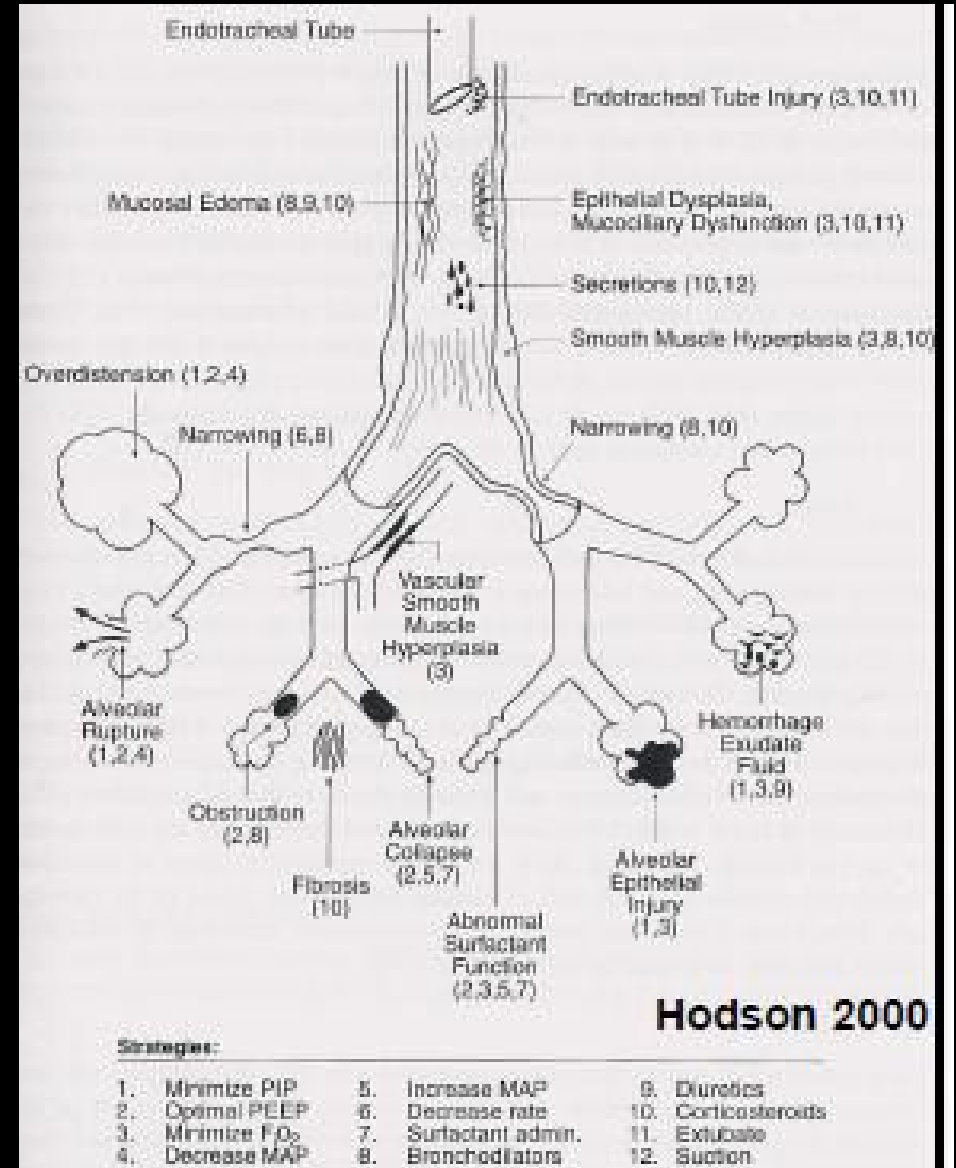 Endotracheal Tube
Endotracheal Tube Injury (3,10,11)
Mucosal Edema (8,9,10)
Epithelial Dysplasia,
Mucociliary Dysfunction (3,10,11)
Secretions (10,12)
Smooth Muscle Hyperplasia (3,8,10)
Overdistension (1,2,4)
Narrowing (6,8)
Narrowing (8,10)
Vascular
Smooth
Muscle
Hyperplasia
(3)
Alveolar
Rupture
(1,2,4)
Hemorrhage
Exudate
Fluid
(1,3,9)
Obstruction
(2,8)
Alveolar
Collapse
(2,5,7)
Fibrosis
(10)
Alveolar
Epithelial
Injury
(1,3)
Abnormal
Surfactant
Function
(2,3,5,7)
Hodson 2000
Strategies:
1. Minimize PIP
2. Optimal PEEP
3. Minimize FiO2
4. Decrease MAP
5. Increase MAP
6. Decrease rate
7. Surfactant admin.
8. Bronchodilators
9. Diuretics
10. Corticosteroids
11. Extubate
12. Suction